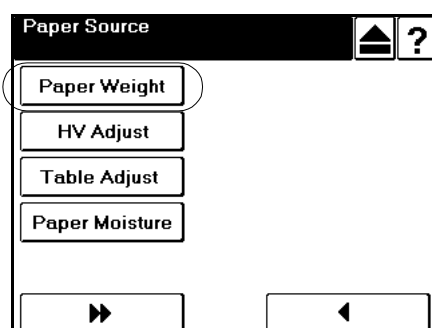 Paper Source
?
Paper Weight
HV Adjust
Table Adjust
Paper Moisture